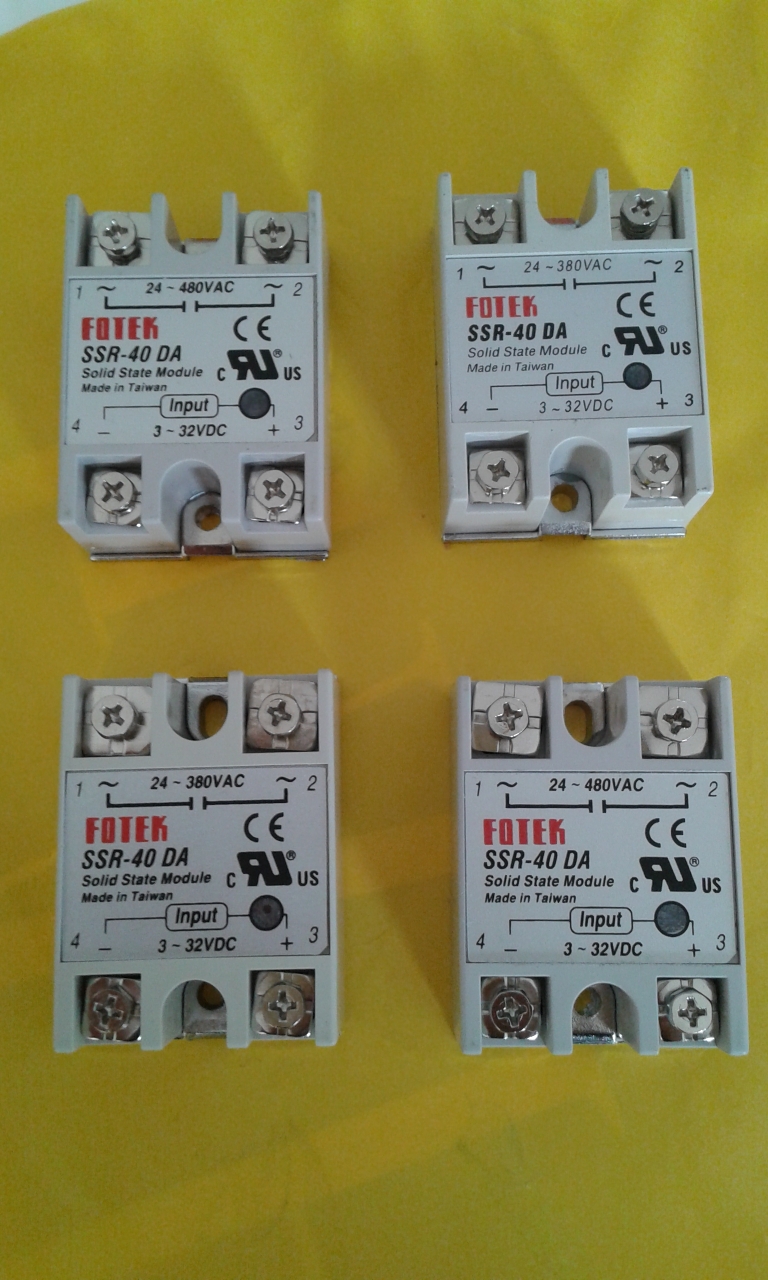 1 ~ 24 ~ 480VAC ~ 2
FOTEK CE
SSR-40 DA
Solid State Module C RU® US
Made in Taiwan
Input
4 − 3 ~ 32VDC + 3
1 ~ 24 ~ 380VAC ~ 2
FOTEK CE
SSR-40 DA
Solid State Module C RU® US
Made in Taiwan
Input
4 − 3 ~ 32VDC + 3
1 ~ 24 ~ 380VAC ~ 2
FOTEK CE
SSR-40 DA
Solid State Module C RU® US
Made in Taiwan
Input
4 − 3 ~ 32VDC + 3
1 ~ 24 ~ 480VAC ~ 2
FOTEK CE
SSR-40 DA
Solid State Module C RU® US
Made in Taiwan
Input
4 − 3 ~ 32VDC + 3